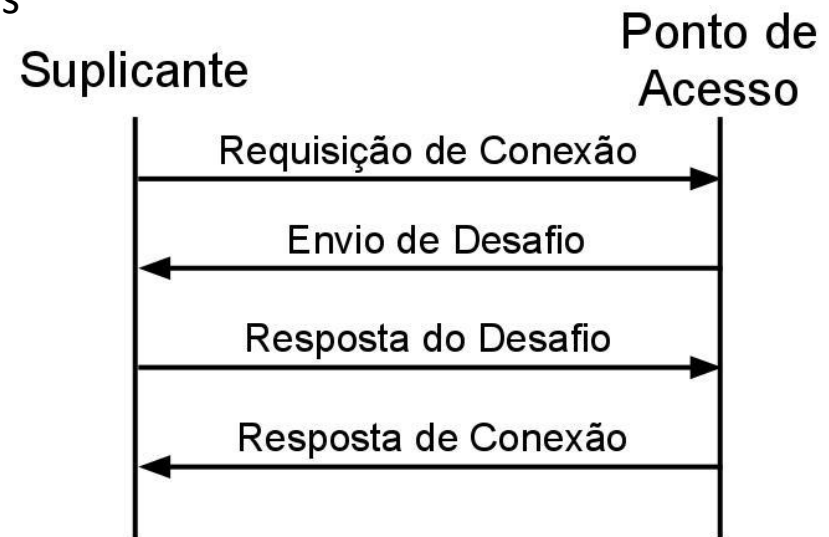 s
Suplicante
Ponto de
Acesso
Requisição de Conexão
Envio de Desafio
Resposta do Desafio
Resposta de Conexão